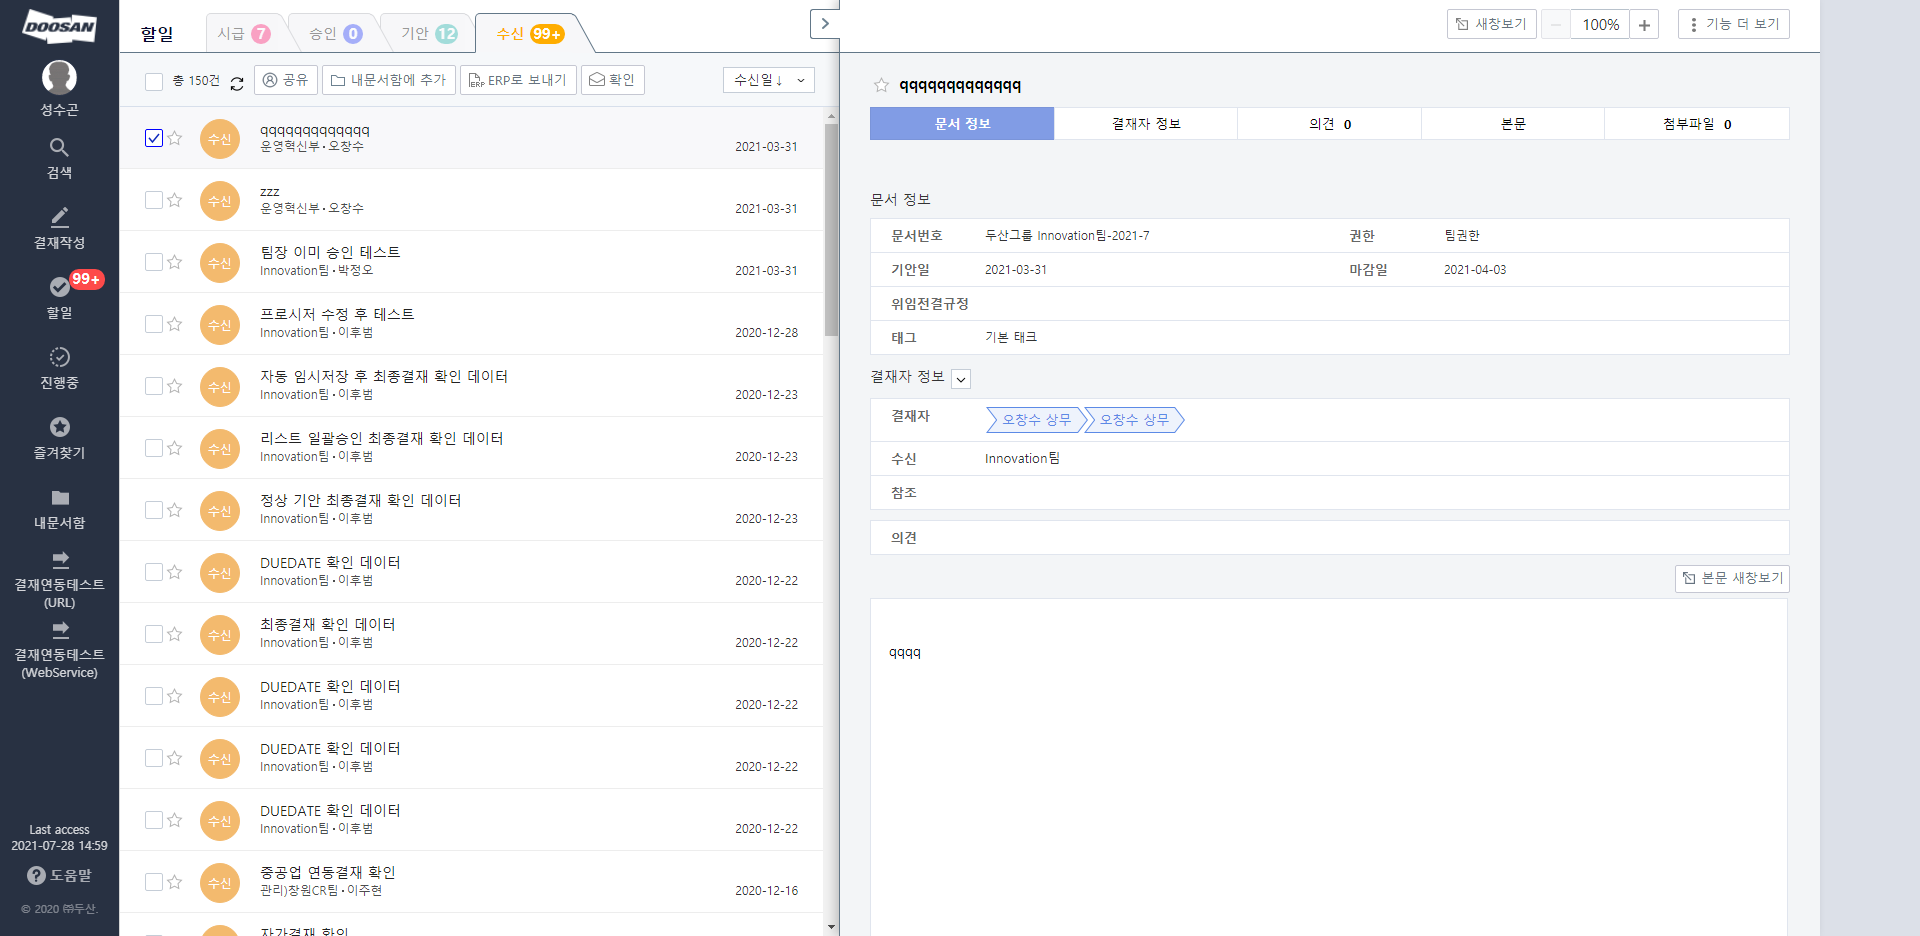 DOOSAN
성수곤
검색
결재작성
99+
할일
진행중
즐겨찾기
내문서함
결재연동테스트
(URL)
결재연동테스트
(WebService)
Last access
2021-07-28 14:59
도움말
© 2020 ㈜두산.
할일
시급 7
승인 0
기안 12
수신 99+
총 150건
공유
내문서함에 추가
ERP로 보내기
확인
수신일↓
수신
qqqqqqqqqqqqq
운영혁신부·오창수
2021-03-31
수신
zzz
운영혁신부·오창수
2021-03-31
수신
팀장 이미 승인 테스트
Innovation팀·박정오
2021-03-31
수신
프로시저 수정 후 테스트
Innovation팀·이후범
2020-12-28
수신
자동 임시저장 후 최종결재 확인 데이터
Innovation팀·이후범
2020-12-23
수신
리스트 일괄승인 최종결재 확인 데이터
Innovation팀·이후범
2020-12-23
수신
정상 기안 최종결재 확인 데이터
Innovation팀·이후범
2020-12-23
수신
DUEDATE 확인 데이터
Innovation팀·이후범
2020-12-22
수신
최종결재 확인 데이터
Innovation팀·이후범
2020-12-22
수신
DUEDATE 확인 데이터
Innovation팀·이후범
2020-12-22
수신
DUEDATE 확인 데이터
Innovation팀·이후범
2020-12-22
수신
DUEDATE 확인 데이터
Innovation팀·이후범
2020-12-22
수신
중공업 연동결재 확인
관리)창원CR팀·이주현
2020-12-16
자가결재 확인
새창보기
100%
기능 더 보기
qqqqqqqqqqqqq
문서 정보
결재자 정보
의견 0
본문
첨부파일 0
문서 정보
문서번호 두산그룹 Innovation팀-2021-7 권한 팀권한
기안일 2021-03-31 마감일 2021-04-03
위임전결규정
태그 기본 태크
결재자 정보
결재자 오창수 상무 오창수 상무
수신 Innovation팀
참조
의견
본문 새창보기
qqqq